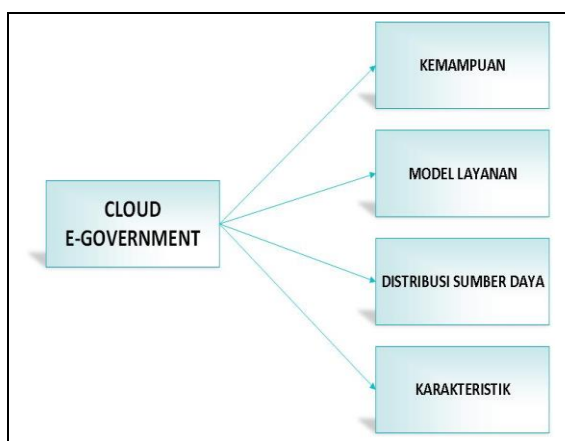 KEMAMPUAN
MODEL LAYANAN
CLOUD
E-GOVERNMENT
DISTRIBUSI SUMBER DAYA
KARAKTERISTIK